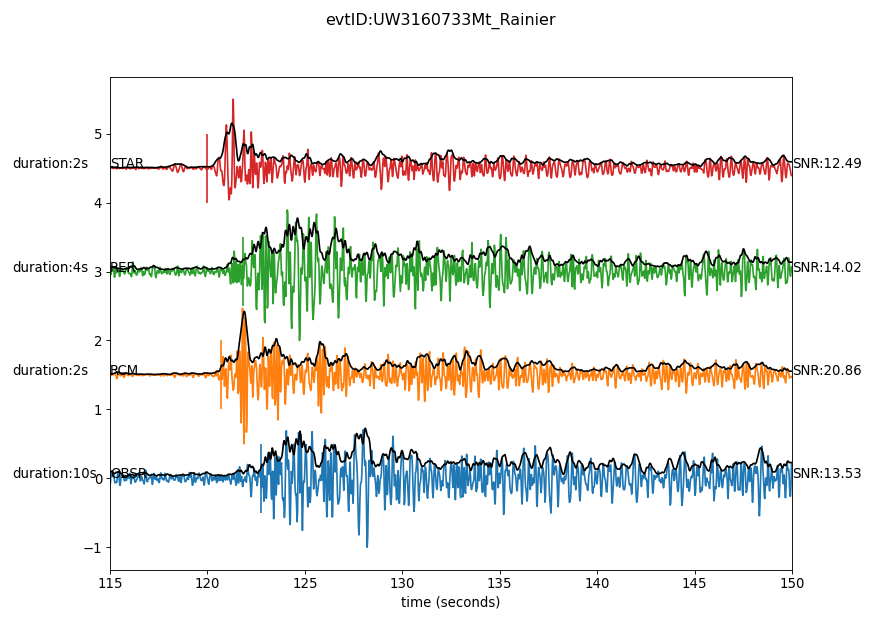 evtID:UW3160733Mt_Rainier
5
duration:2s STAR SNR:12.49
4
duration:4s 3 SNR:14.02
2
duration:2s RCM SNR:20.86
1
duration:10s OBSR 0 SNR:13.53
−1
115 120 125 130 135 140 145 150
time (seconds)